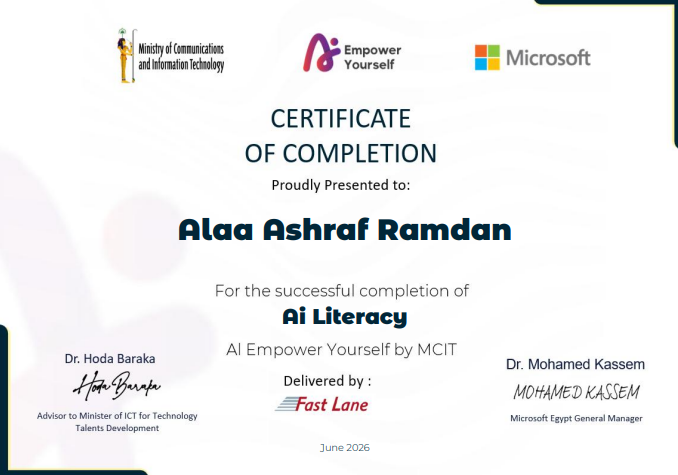 Ministry of Communications
and Information Technology
Empower
Yourself
Microsoft
CERTIFICATE
OF COMPLETION
Proudly Presented to:
Alaa Ashraf Ramdan
For the successful completion of
Ai Literacy
AI Empower Yourself by MCIT
Dr. Hoda Baraka
Hoda Baraka
Advisor to Minister of ICT for Technology
Talents Development
Delivered by :
Fast Lane
Dr. Mohamed Kassem
MOHAMED KASSEM
Microsoft Egypt General Manager
June 2026